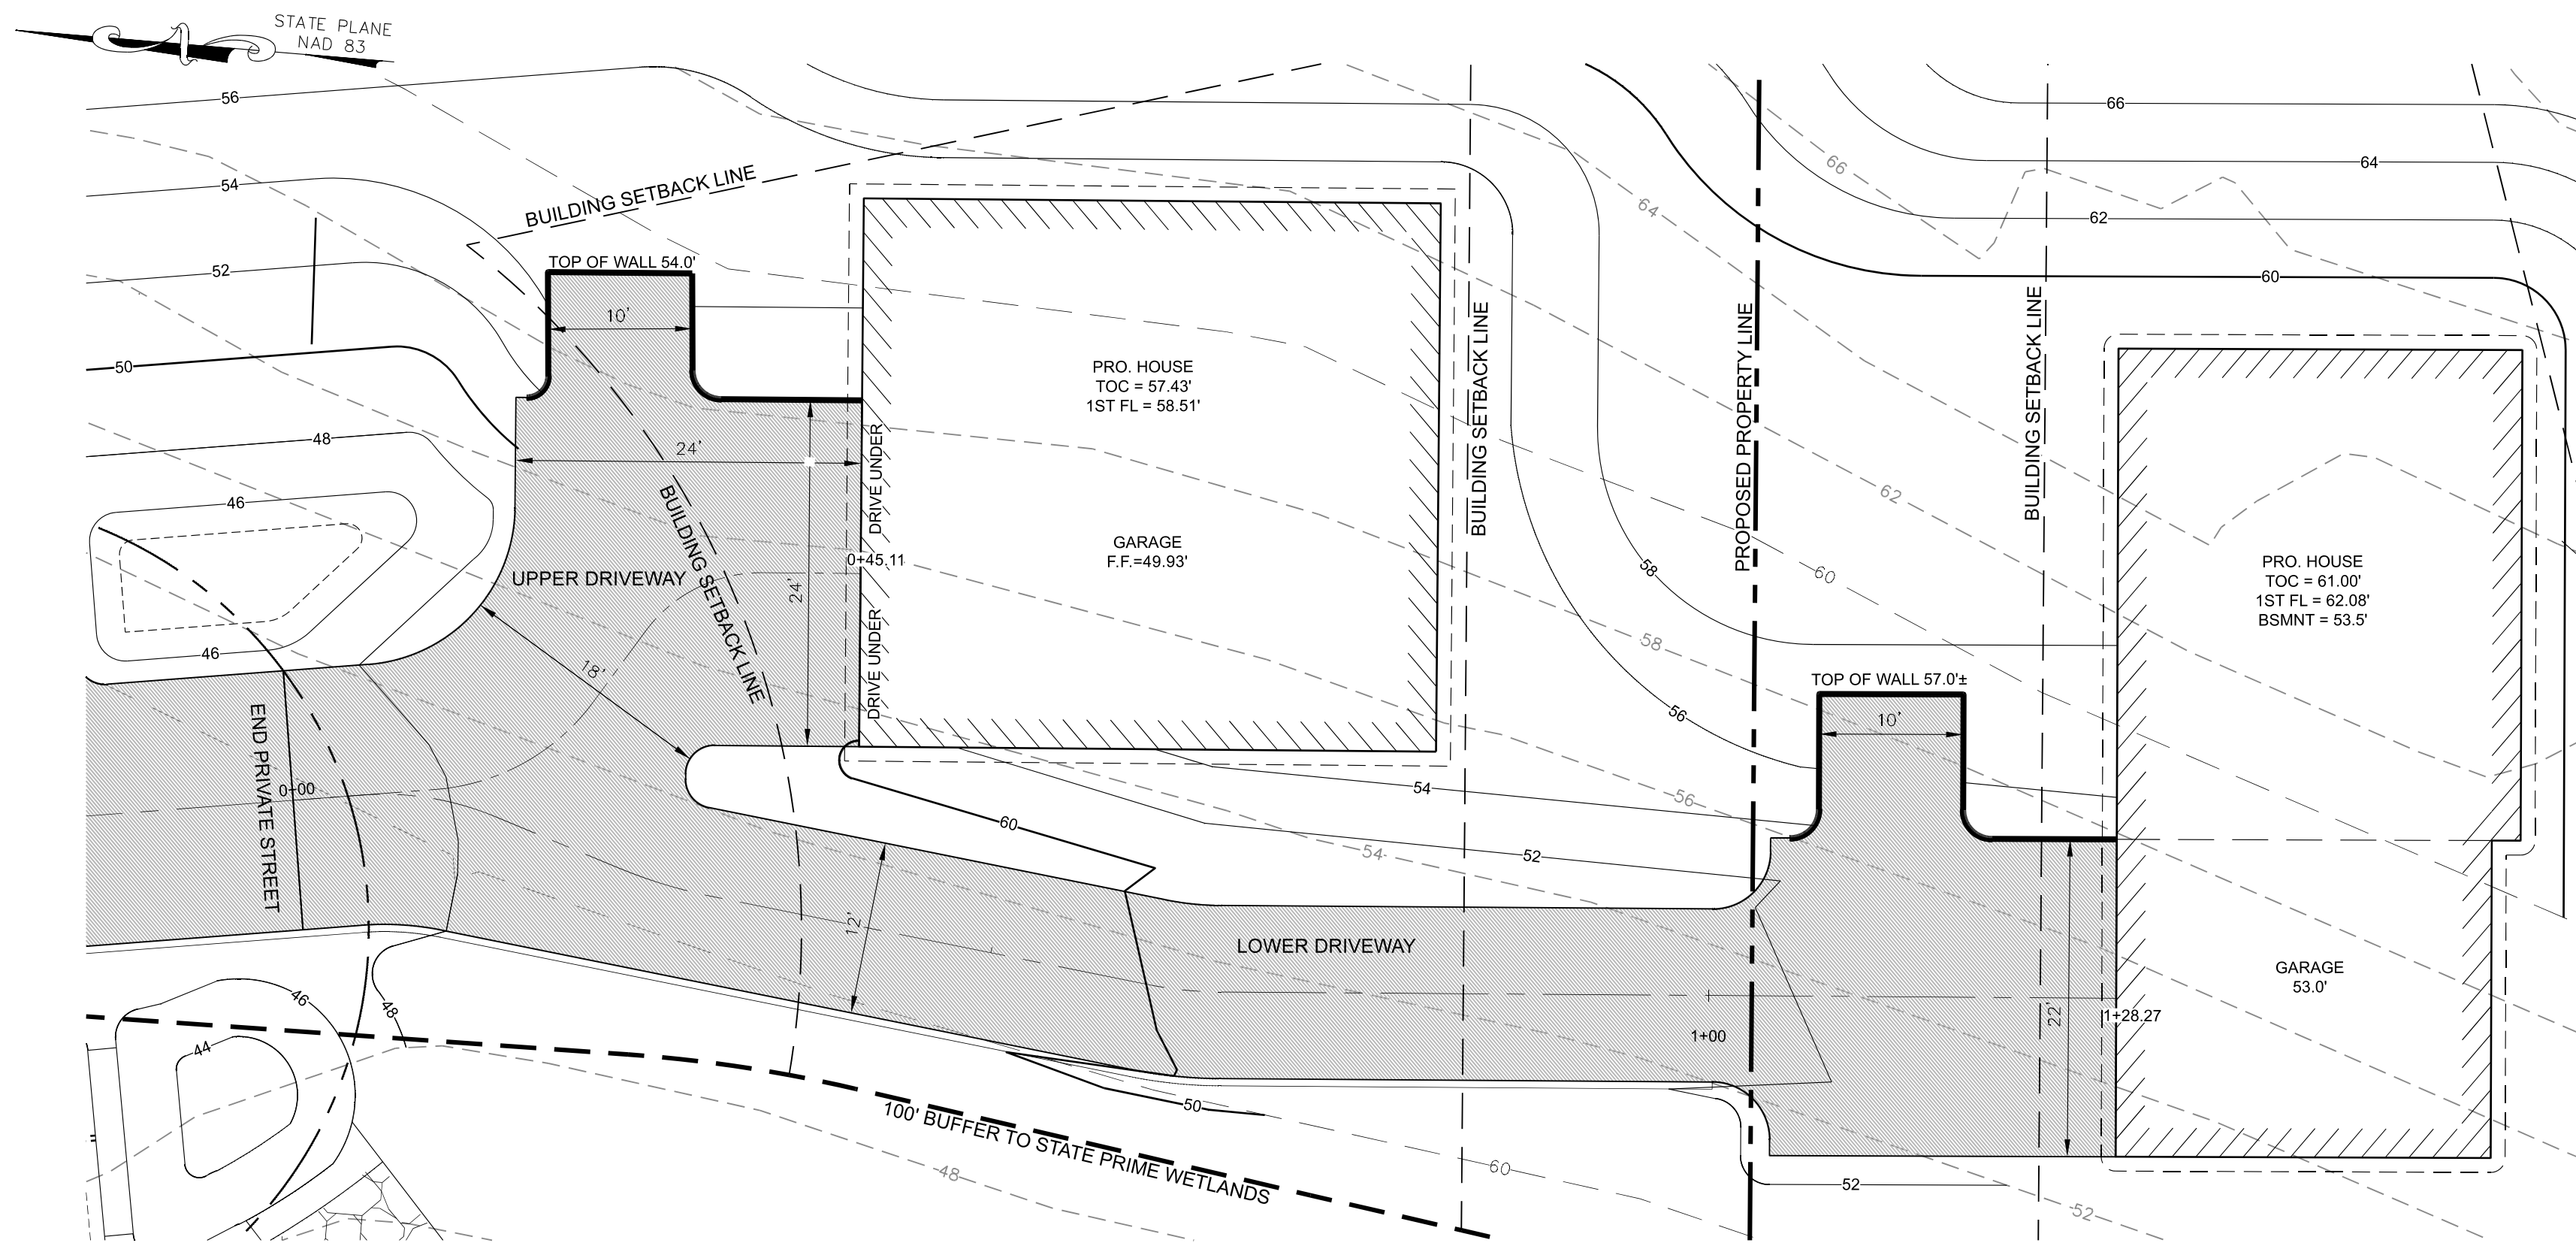 STATE PLANE
NAD 83
56
66
64
66
BUILDING SETBACK LINE
54
64
62
TOP OF WALL 54.0'
52
60
10'
BUILDING SETBACK LINE
PROPOSED PROPERTY LINE
BUILDING SETBACK LINE
50
PRO. HOUSE
TOC = 57.43'
1ST FL = 58.51'
48
24'
DRIVE UNDER
62
46
BUILDING SETBACK LINE
GARAGE
F.F.=49.93'
0+45.11
58
60
PRO. HOUSE
TOC = 61.00'
1ST FL = 62.08'
BSMNT = 53.5'
UPPER DRIVEWAY
24'
DRIVE UNDER
46
18'
58
TOP OF WALL 57.0'±
56
10'
END PRIVATE STREET
0+00
54
56
60
54
52
12'
LOWER DRIVEWAY
GARAGE
53.0'
46
48
22'
1+28.27
1+00
44
50
100' BUFFER TO STATE PRIME WETLANDS
48
60
52
52